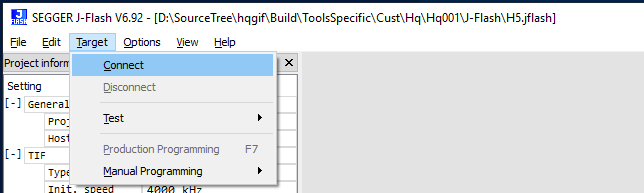 SEGGER J-Flash V6.92 - [D:\SourceTree\hqgif\Build\ToolsSpecific\Cust\Hq\Hq001\J-Flash\H5.jflash]
File Edit Target Options View Help
Project inform
Connect
Setting
Disconnect
[-] General
Proj
Test
Host
[-] TIF
Production Programming F7
Type
Manual Programming
Init. speed 4000 kHz